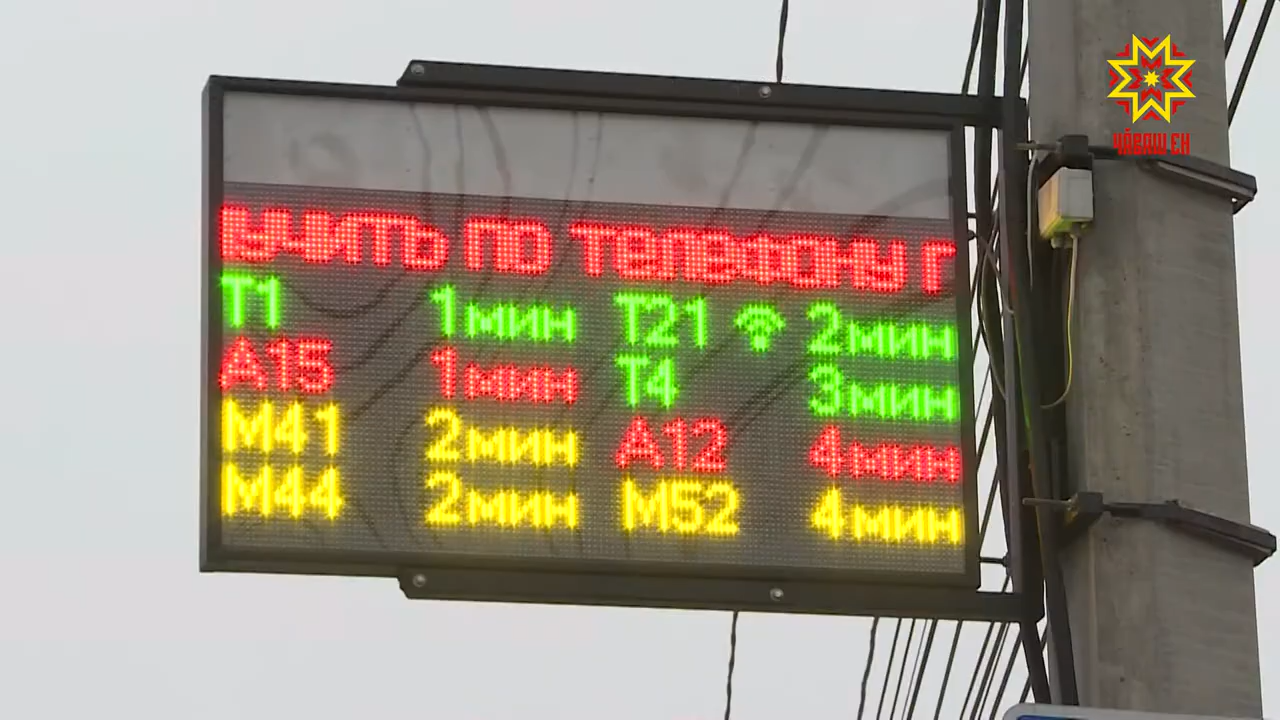 ЧӐВАШ ЕН
УЧИТЬ ПО ТЕЛЕФОНУ Г
Т1 1мин Т21 2мин
А15 1мин Т4 3мин
М41 2мин А12 4мин
М44 2мин М52 4мин